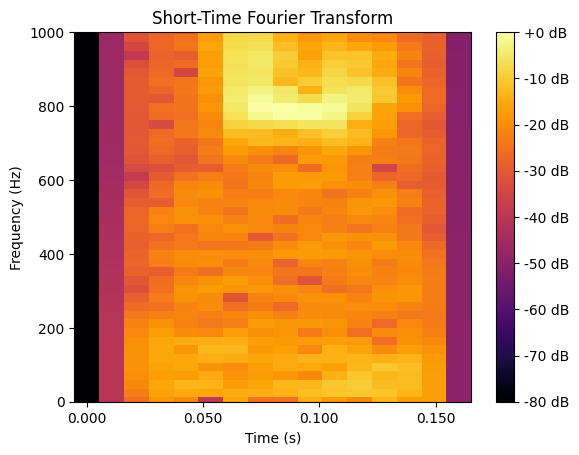 Short-Time Fourier Transform
1000
800
600
400
200
0
Frequency (Hz)
0.000
0.050
0.100
0.150
Time (s)
+0 dB
-10 dB
-20 dB
-30 dB
-40 dB
-50 dB
-60 dB
-70 dB
-80 dB